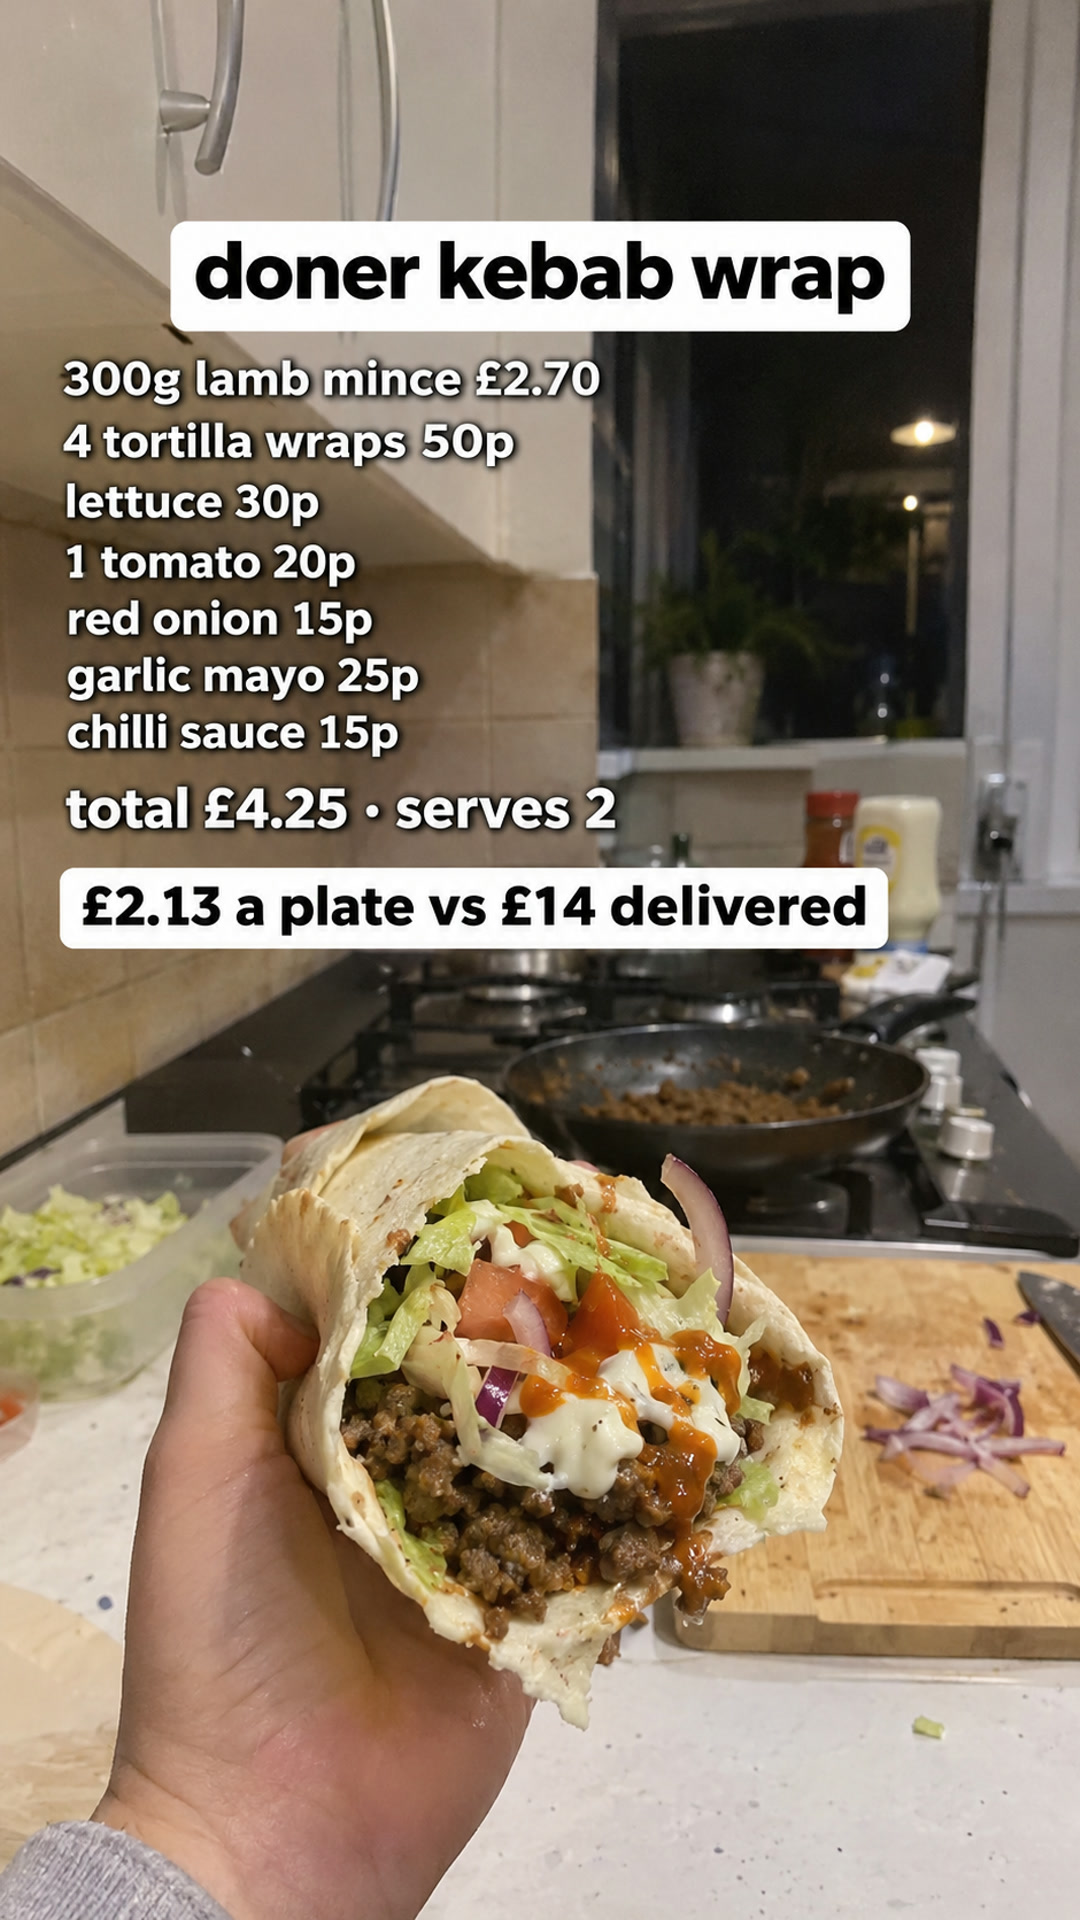 doner kebab wrap
300g lamb mince £2.70
4 tortilla wraps 50p
lettuce 30p
1 tomato 20p
red onion 15p
garlic mayo 25p
chilli sauce 15p
total £4.25 · serves 2
£2.13 a plate vs £14 delivered